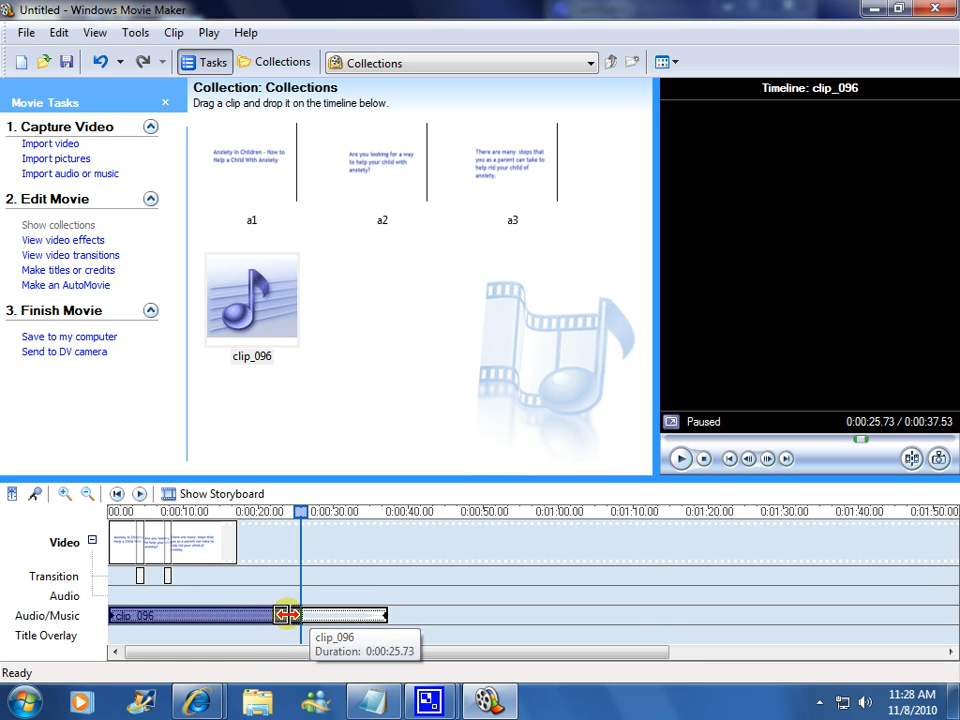 Untitled - Windows Movie Maker
File Edit View Tools Clip Play Help
Tasks Collections Collections
Movie Tasks
1. Capture Video
Import video
Import pictures
Import audio or music
2. Edit Movie
Show collections
View video effects
View video transitions
Make titles or credits
Make an AutoMovie
3. Finish Movie
Save to my computer
Send to DV camera
Collection: Collections
Drag a clip and drop it on the timeline below.
Anxiety in Children - How to
Help a Child With Anxiety
a1
Are you looking for a way
to help your child with
anxiety?
a2
There are many steps that
you as a parent can take to
help rid your child of
anxiety.
a3
clip_096
Timeline: clip_096
Paused 0:00:25.73 / 0:00:37.53
Show Storyboard
00.00 0:00:10.00 0:00:20.00 0:00:30.00 0:00:40.00 0:00:50.00 0:01:00.00 0:01:10.00 0:01:20.00 0:01:30.00 0:01:40.00 0:01:50.00
Video
Transition
Audio
Audio/Music clip_096
Title Overlay
clip_096
Duration: 0:00:25.73
Ready
11:28 AM
11/8/2010